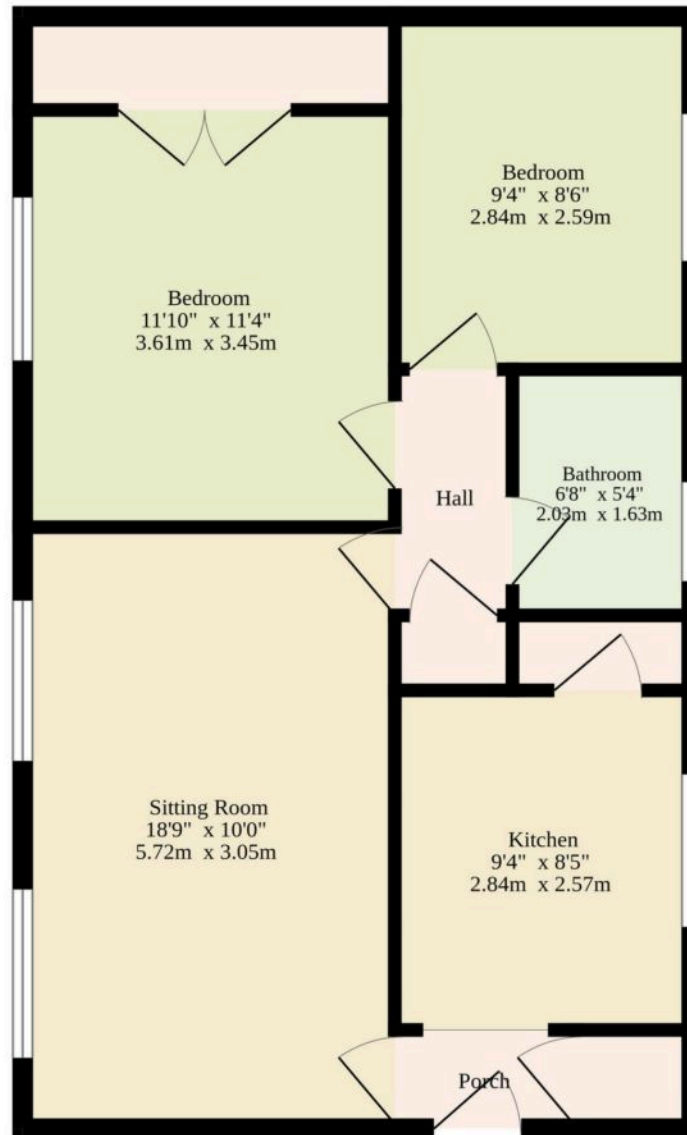 Bedroom
9'4" x 8'6"
2.84m x 2.59m
Bedroom
11'10" x 11'4"
3.61m x 3.45m
Bathroom
6'8" x 5'4"
2.03m x 1.63m
Hall
Sitting Room
18'9" x 10'0"
5.72m x 3.05m
Kitchen
9'4" x 8'5"
2.84m x 2.57m
Porch